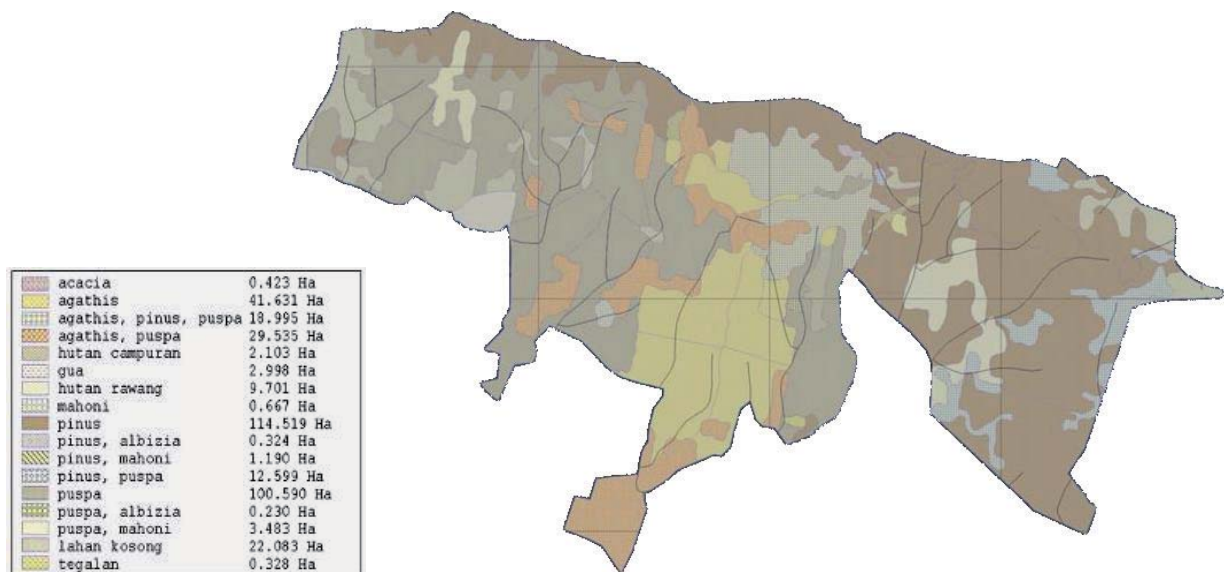 acacia 0.423 Ha
agathis 41.631 Ha
agathis, pinus, puspa 18.995 Ha
agathis, puspa 29.535 Ha
hutan campuran 2.103 Ha
gua 2.998 Ha
hutan rawang 9.701 Ha
mahoni 0.667 Ha
pinus 114.519 Ha
pinus, albizia 0.324 Ha
pinus, mahoni 1.190 Ha
pinus, puspa 12.599 Ha
puspa 100.590 Ha
puspa, albizia 0.230 Ha
puspa, mahoni 3.483 Ha
lahan kosong 22.083 Ha
tegalan 0.328 Ha